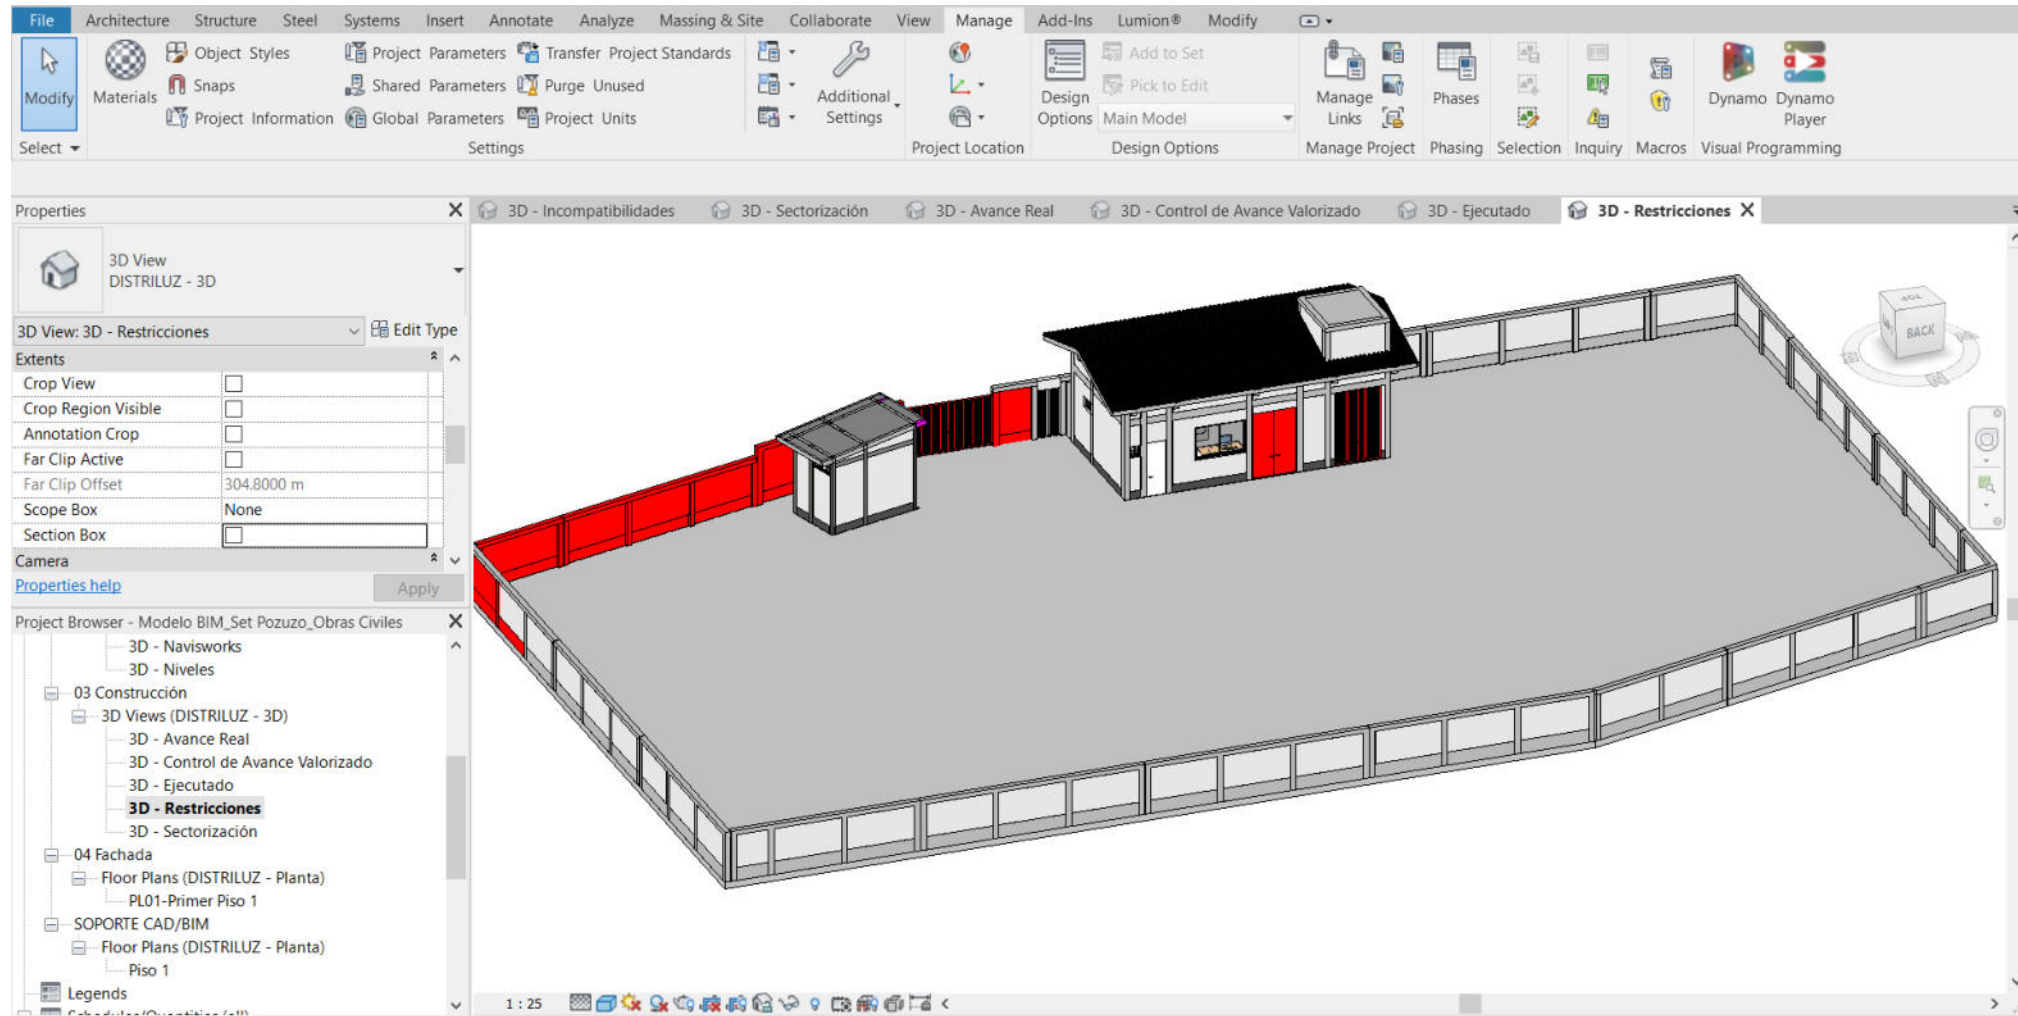 File Architecture Structure Steel Systems Insert Annotate Analyze Massing & Site Collaborate View Manage Add-Ins Lumion® Modify
Modify
Materials
Object Styles
Snaps
Project Information
Project Parameters
Shared Parameters
Global Parameters
Transfer Project Standards
Purge Unused
Project Units
Additional
Settings
Design
Options
Add to Set
Pick to Edit
Main Model
Manage
Links
Phases
Dynamo
Dynamo
Player
Select Settings Project Location Design Options Manage Project Phasing Selection Inquiry Macros Visual Programming
Properties
3D - Incompatibilidades 3D - Sectorización 3D - Avance Real 3D - Control de Avance Valorizado 3D - Ejecutado 3D - Restricciones
3D View
DISTRILUZ - 3D
3D View: 3D - Restricciones Edit Type
Extents
Crop View
Crop Region Visible
Annotation Crop
Far Clip Active
Far Clip Offset 304.8000 m
Scope Box None
Section Box
Camera
Properties help Apply
Project Browser - Modelo BIM_Set Pozuzo_Obras Civiles
3D - Navisworks
3D - Niveles
03 Construcción
3D Views (DISTRILUZ - 3D)
3D - Avance Real
3D - Control de Avance Valorizado
3D - Ejecutado
3D - Restricciones
3D - Sectorización
04 Fachada
Floor Plans (DISTRILUZ - Planta)
PL01-Primer Piso 1
SOPORTE CAD/BIM
Floor Plans (DISTRILUZ - Planta)
Piso 1
Legends
TOP
BACK
1 : 25